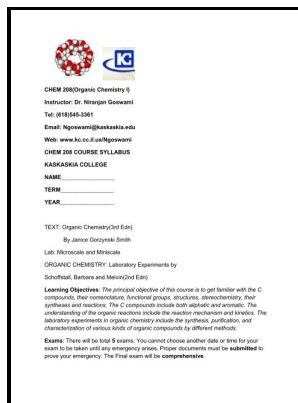 KC
CHEM 208(Organic Chemistry I)
Instructor: Dr. Niranjan Goswami
Tel: (618)545-3361
Email: Ngoswami@kaskaskia.edu
Web: www.kc.cc.il.us/Ngoswami
CHEM 208 COURSE SYLLABUS
KASKASKIA COLLEGE
NAME__________________
TERM__________________
YEAR__________________
TEXT: Organic Chemistry(3rd Edn)
By Janice Gorzynski Smith
Lab: Microscale and Miniscale
ORGANIC CHEMISTRY: Laboratory Experiments by
Schoffstall, Barbara and Melvin(2nd Edn)
Learning Objectives: The principal objective of this course is to get familiar with the C
compounds, their nomenclature, functional groups, structures, stereochemistry, their
syntheses and reactions. The C compounds include both aliphatic and aromatic. The
understanding of the organic reactions include the reaction mechanism and kinetics. The
laboratory experiments in organic chemistry include the synthesis, purification, and
characterization of various kinds of organic compounds by different methods.
Exams: There will be total 5 exams. You cannot choose another date or time for your
exam to be taken until any emergency arises. Proper documents must be submitted to
prove your emergency. The Final exam will be comprehensive.